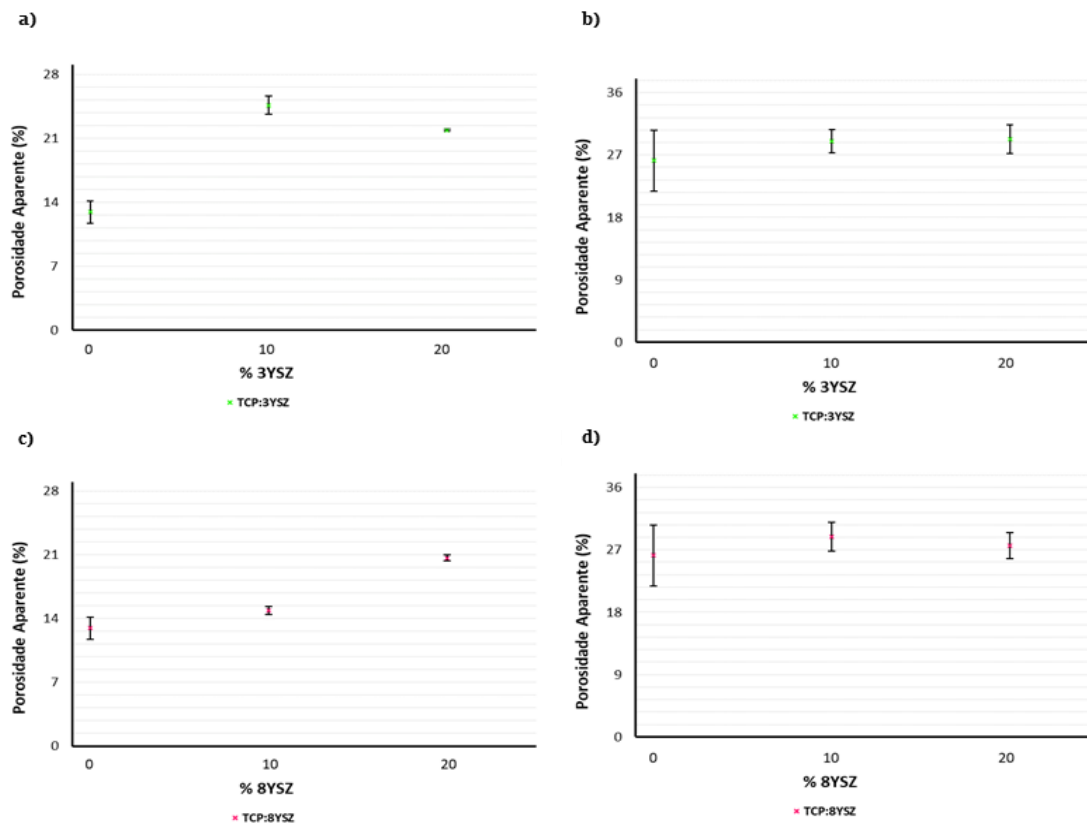 a)
Porosidade Aparente (%)
28
21
14
7
0
0 10 20
% 3YSZ
TCP:3YSZ
b)
Porosidade Aparente (%)
36
27
18
9
0
0 10 20
% 3YSZ
TCP:3YSZ
c)
Porosidade Aparente (%)
28
21
14
7
0
0 10 20
% 8YSZ
TCP:8YSZ
d)
Porosidade Aparente (%)
36
27
18
9
0
0 10 20
% 8YSZ
TCP:8YSZ